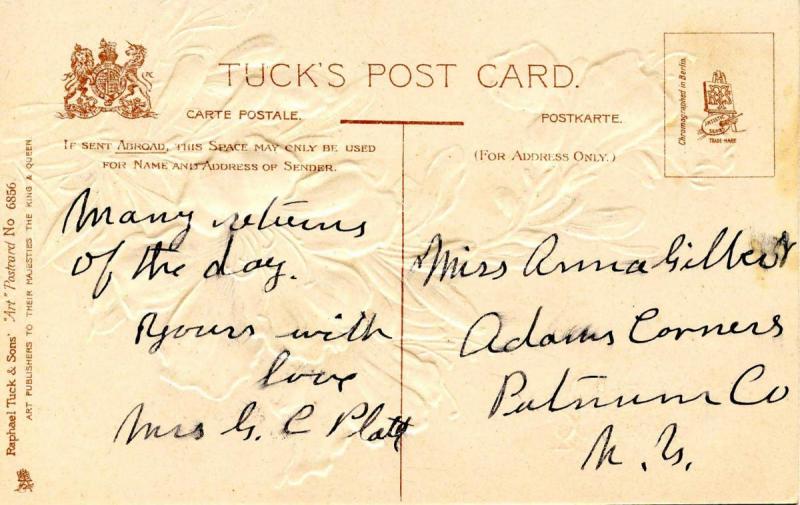 TUCK'S POST CARD.
CARTE POSTALE.
POSTKARTE.
IF SENT ABROAD, THIS SPACE MAY ONLY BE USED
FOR NAME AND ADDRESS OF SENDER.
(FOR ADDRESS ONLY.)
Chromographed in Berlin.
TRADE MARK
Raphael Tuck & Sons' "Art" Postcard No 6856
ART PUBLISHERS TO THEIR MAJESTIES THE KING & QUEEN
Many returns
of the day.
Yours with
love
Mrs G. C Platt
Miss Anna Gilbert
Adams Corners
Putnum Co
N. Y.